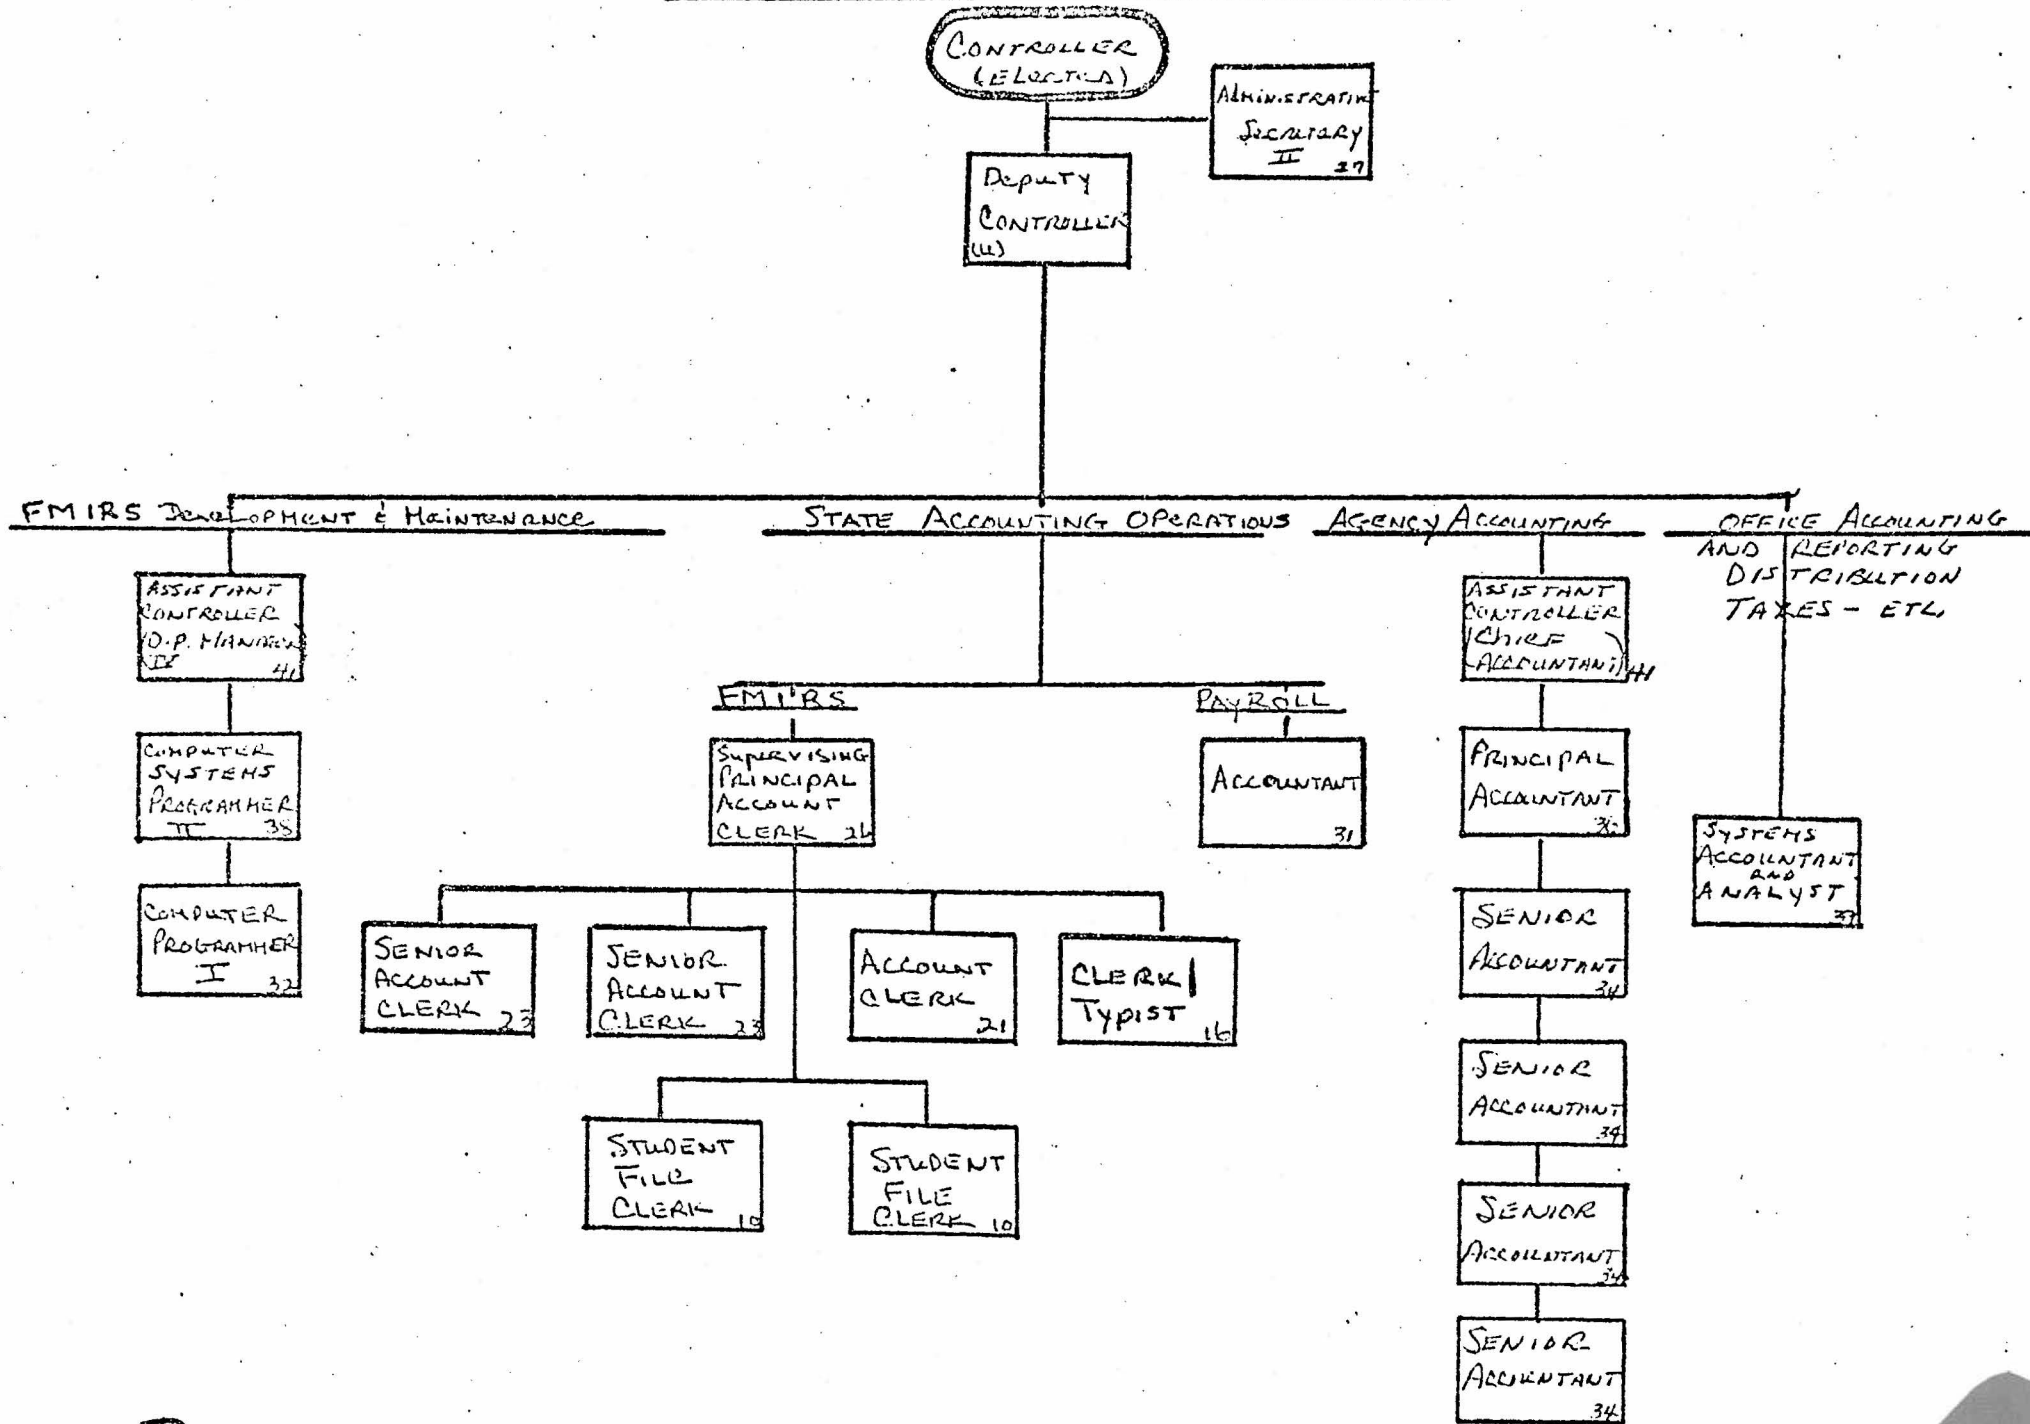 CONTROLLER
(ELECTED)
ADMINISTRATIVE
SECRETARY
II
Deputy
CONTROLLER
(U)
FMIRS DEVELOPMENT & MAINTENANCE
STATE ACCOUNTING OPERATIONS
AGENCY ACCOUNTING
OFFICE ACCOUNTING
AND REPORTING
DISTRIBUTION
TAXES - ETC.
ASSISTANT
CONTROLLER
(D.P. MANAGER
41
COMPUTER
SYSTEMS
PROGRAMMER
II 38
COMPUTER
PROGRAMMER
I 32
FMIRS
SUPERVISING
PRINCIPAL
ACCOUNT
CLERK 26
PAYROLL
ACCOUNTANT
31
SENIOR
ACCOUNT
CLERK 23
SENIOR
ACCOUNT
CLERK 23
ACCOUNT
CLERK
21
CLERK
TYPIST
16
STUDENT
FILE
CLERK 10
STUDENT
FILE
CLERK 10
ASSISTANT
CONTROLLER
(CHIEF
ACCOUNTANT)
41
PRINCIPAL
ACCOUNTANT
SENIOR
ACCOUNTANT
34
SENIOR
ACCOUNTANT
34
SENIOR
ACCOUNTANT
34
SENIOR
ACCOUNTANT
34
SYSTEMS
ACCOUNTANT
AND
ANALYST